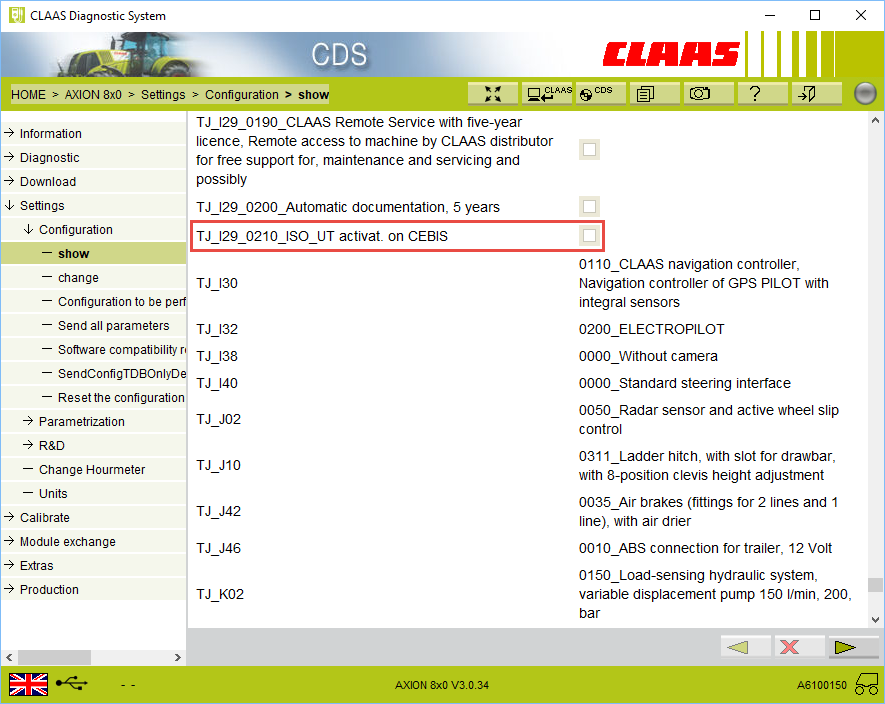 CLAAS Diagnostic System
CDS
CLAAS
HOME > AXION 8x0 > Settings > Configuration > show
CLAAS
CDS
?
Information
Diagnostic
Download
Settings
Configuration
show
change
Configuration to be perf
Send all parameters
Software compatibility r
SendConfigTDBOnlyDe
Reset the configuration
Parametrization
R&D
Change Hourmeter
Units
Calibrate
Module exchange
Extras
Production
TJ_I29_0190_CLAAS Remote Service with five-year
licence, Remote access to machine by CLAAS distributor
for free support for, maintenance and servicing and
possibly
TJ_I29_0200_Automatic documentation, 5 years
TJ_I29_0210_ISO_UT activat. on CEBIS
TJ_I30
0110_CLAAS navigation controller,
Navigation controller of GPS PILOT with
integral sensors
TJ_I32
0200_ELECTROPILOT
TJ_I38
0000_Without camera
TJ_I40
0000_Standard steering interface
TJ_J02
0050_Radar sensor and active wheel slip
control
TJ_J10
0311_Ladder hitch, with slot for drawbar,
with 8-position clevis height adjustment
TJ_J42
0035_Air brakes (fittings for 2 lines and 1
line), with air drier
TJ_J46
0010_ABS connection for trailer, 12 Volt
TJ_K02
0150_Load-sensing hydraulic system,
variable displacement pump 150 l/min, 200,
bar
- -
AXION 8x0 V3.0.34
A6100150